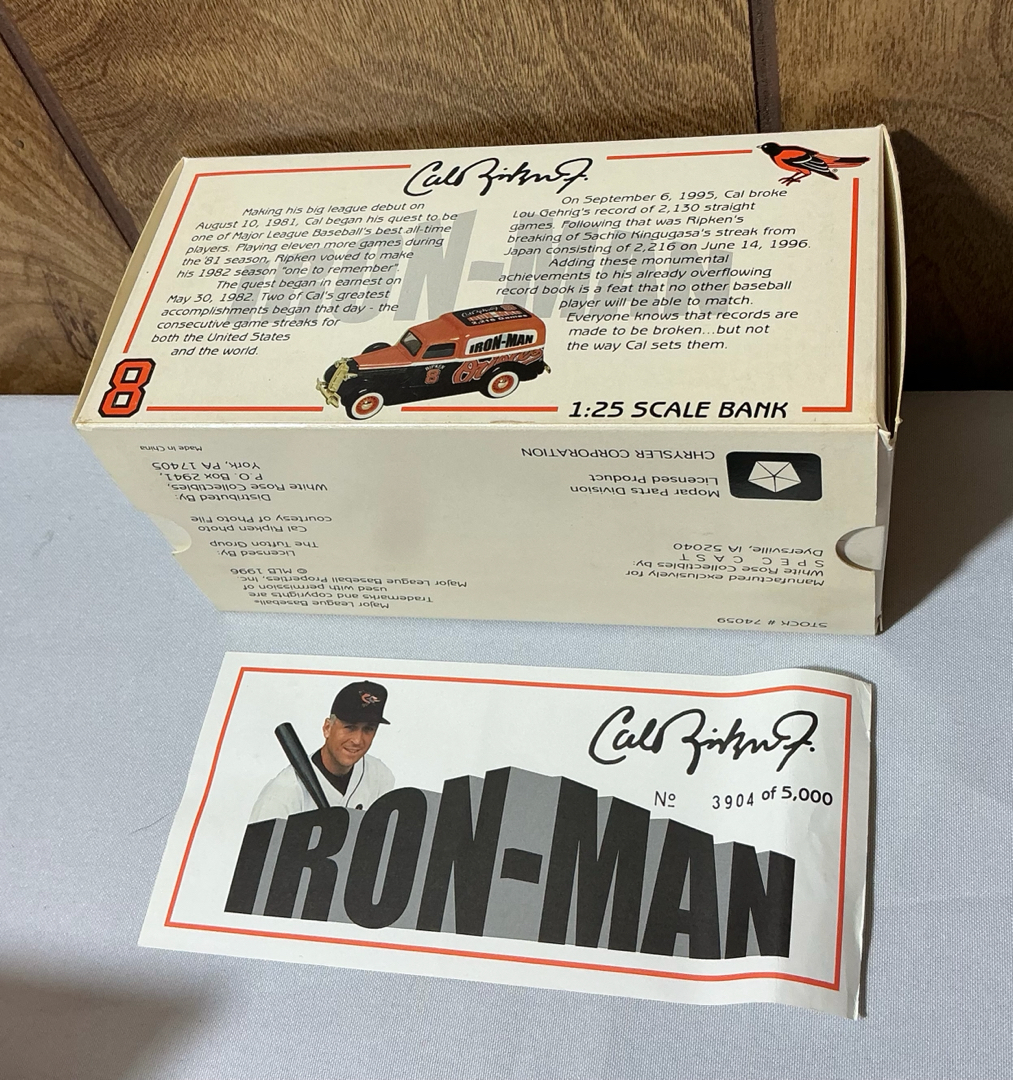 Cal Ripken Jr.
Making his big league debut on
August 10, 1981, Cal began his quest to be
one of Major League Baseball's best all-time
players. Playing eleven more games during
the '81 season, Ripken vowed to make
his 1982 season "one to remember".
The quest began in earnest on
May 30, 1982. Two of Cal's greatest
accomplishments began that day - the
consecutive game streaks for
both the United States
and the world.
On September 6, 1995, Cal broke
Lou Gehrig's record of 2,130 straight
games. Following that was Ripken's
breaking of Sachio Kingugasa's streak from
Japan consisting of 2,216 on June 14, 1996.
Adding these monumental
achievements to his already overflowing
record book is a feat that no other baseball
player will be able to match.
Everyone knows that records are
made to be broken...but not
the way Cal sets them.
IRON-MAN
IRON-MAN
RIPKEN
8
Orioles
8
1:25 SCALE BANK
STOCK # 74059
Manufactured exclusively for
White Rose Collectibles by
SPECCAST
Dyersville, IA 52040
Mopar Parts Division
Licensed Product
CHRYSLER CORPORATION
Major League Baseball
Trademarks and copyrights are
used with permission of
Major League Baseball Properties, Inc.
© MLB 1996
Licensed By:
The Tufton Group
Cal Ripken photo
courtesy of Photo File
Distributed By:
White Rose Collectibles,
P.O. Box 2941,
York, PA 17405
Made in China
Cal Ripken Jr.
Nº 3904 of 5,000
IRON-MAN